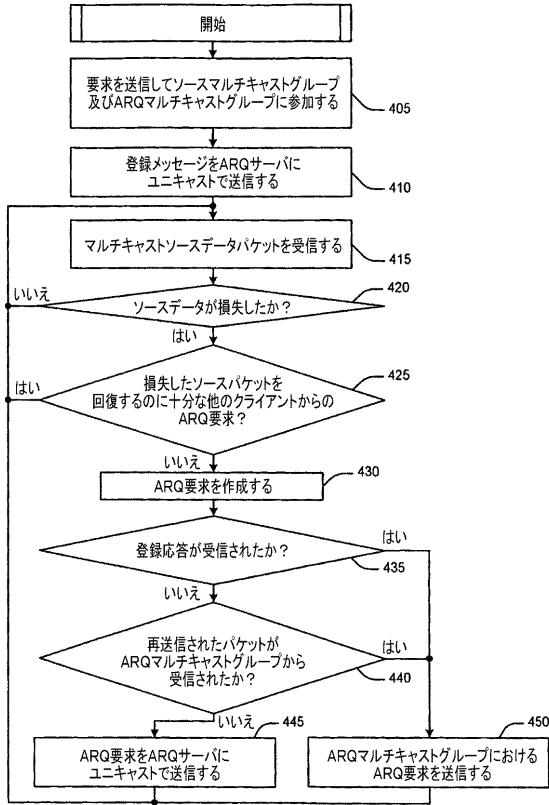 開始
要求を送信してソースマルチキャストグループ
及びARQマルチキャストグループに参加する
405
登録メッセージをARQサーバに
ユニキャストで送信する
410
マルチキャストソースデータパケットを受信する
415
420
いいえ
ソースデータが損失したか？
はい
425
はい
損失したソースパケットを
回復するのに十分な他のクライアントからの
ARQ要求？
いいえ
430
ARQ要求を作成する
はい
登録応答が受信されたか？
435
いいえ
はい
再送信されたパケットが
ARQマルチキャストグループから
受信されたか？
440
いいえ
445
450
ARQ要求をARQサーバに
ユニキャストで送信する
ARQマルチキャストグループにおける
ARQ要求を送信する